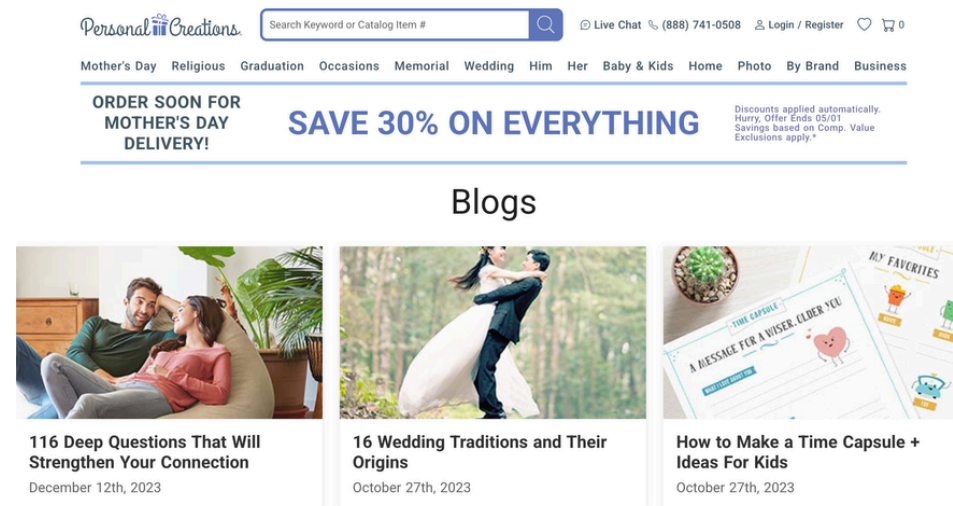 Personal Creations.
Search Keyword or Catalog Item #
Live Chat
(888) 741-0508
Login / Register
0
Mother's Day Religious Graduation Occasions Memorial Wedding Him Her Baby & Kids Home Photo By Brand Business
ORDER SOON FOR
MOTHER'S DAY
DELIVERY!
SAVE 30% ON EVERYTHING
Discounts applied automatically.
Hurry, Offer Ends 05/01
Savings based on Comp. Value
Exclusions apply.*
Blogs
TIME CAPSULE
A MESSAGE FOR A WISER, OLDER YOU
WHAT I LOVE ABOUT YOU
MY FAVORITES
116 Deep Questions That Will
Strengthen Your Connection
December 12th, 2023
16 Wedding Traditions and Their
Origins
October 27th, 2023
How to Make a Time Capsule +
Ideas For Kids
October 27th, 2023